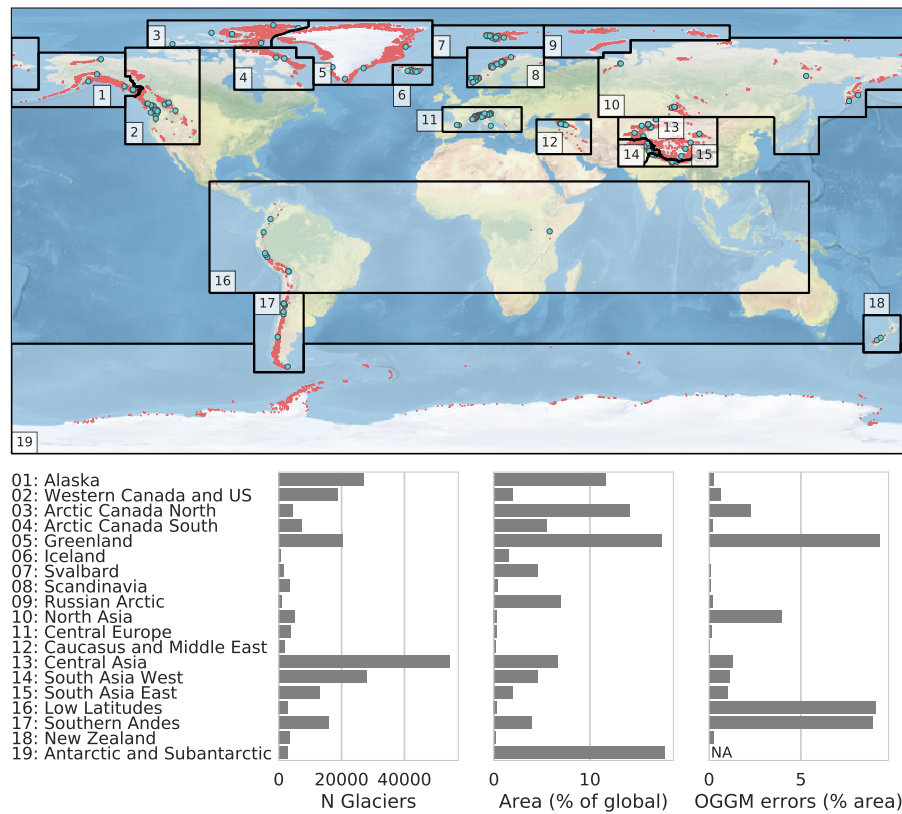 3
7
9
4
5
8
1
6
10
2
11
13
12
14
15
16
17
18
19
01: Alaska
02: Western Canada and US
03: Arctic Canada North
04: Arctic Canada South
05: Greenland
06: Iceland
07: Svalbard
08: Scandinavia
09: Russian Arctic
10: North Asia
11: Central Europe
12: Caucasus and Middle East
13: Central Asia
14: South Asia West
15: South Asia East
16: Low Latitudes
17: Southern Andes
18: New Zealand
19: Antarctic and Subantarctic
NA
0 20000 40000
0 10
0 5
N Glaciers
Area (% of global)
OGGM errors (% area)